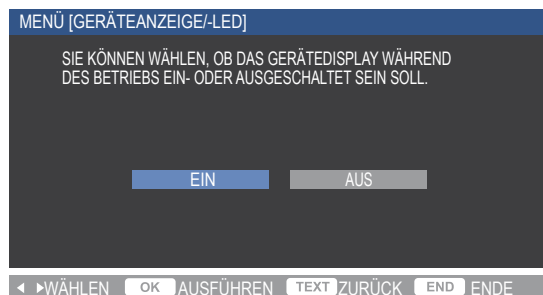 MENÜ [GERÄTEANZEIGE/-LED]
SIE KÖNNEN WÄHLEN, OB DAS GERÄTEDISPLAY WÄHREND
DES BETRIEBS EIN- ODER AUSGESCHALTET SEIN SOLL.
EIN AUS
WÄHLEN OK AUSFÜHREN TEXT ZURÜCK END ENDE